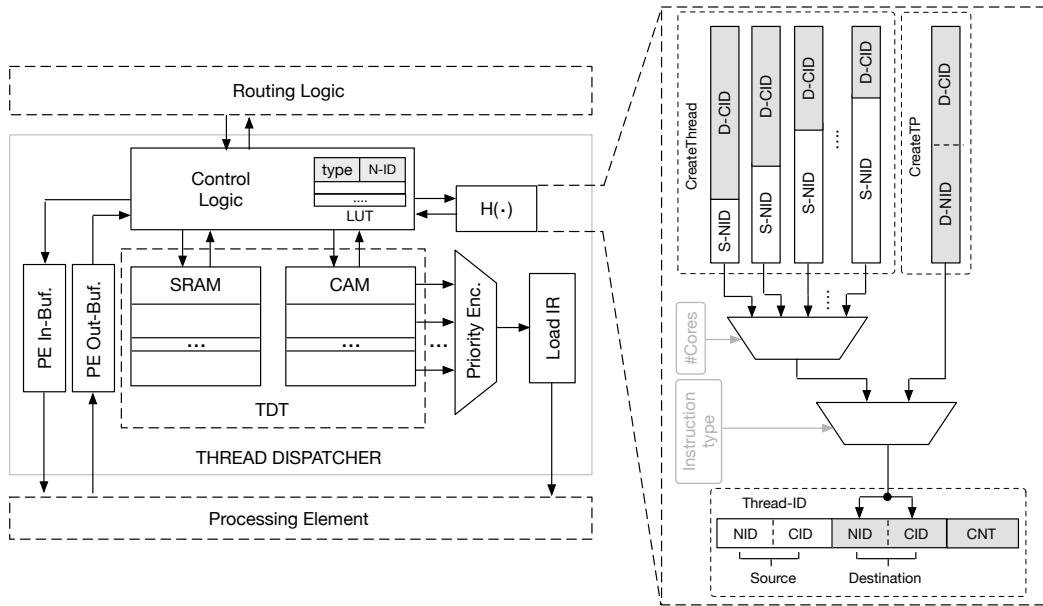 Routing Logic
Control
Logic
type
N-ID
....
LUT
H(·)
PE In-Buf.
PE Out-Buf.
SRAM
...
CAM
...
...
Priority Enc.
Load IR
TDT
THREAD DISPATCHER
Processing Element
CreateThread
D-CID
S-NID
D-CID
S-NID
D-CID
S-NID
....
D-CID
S-NID
CreateTP
D-CID
D-NID
.....
#Cores
Instruction
type
Thread-ID
NID
CID
NID
CID
CNT
Source
Destination